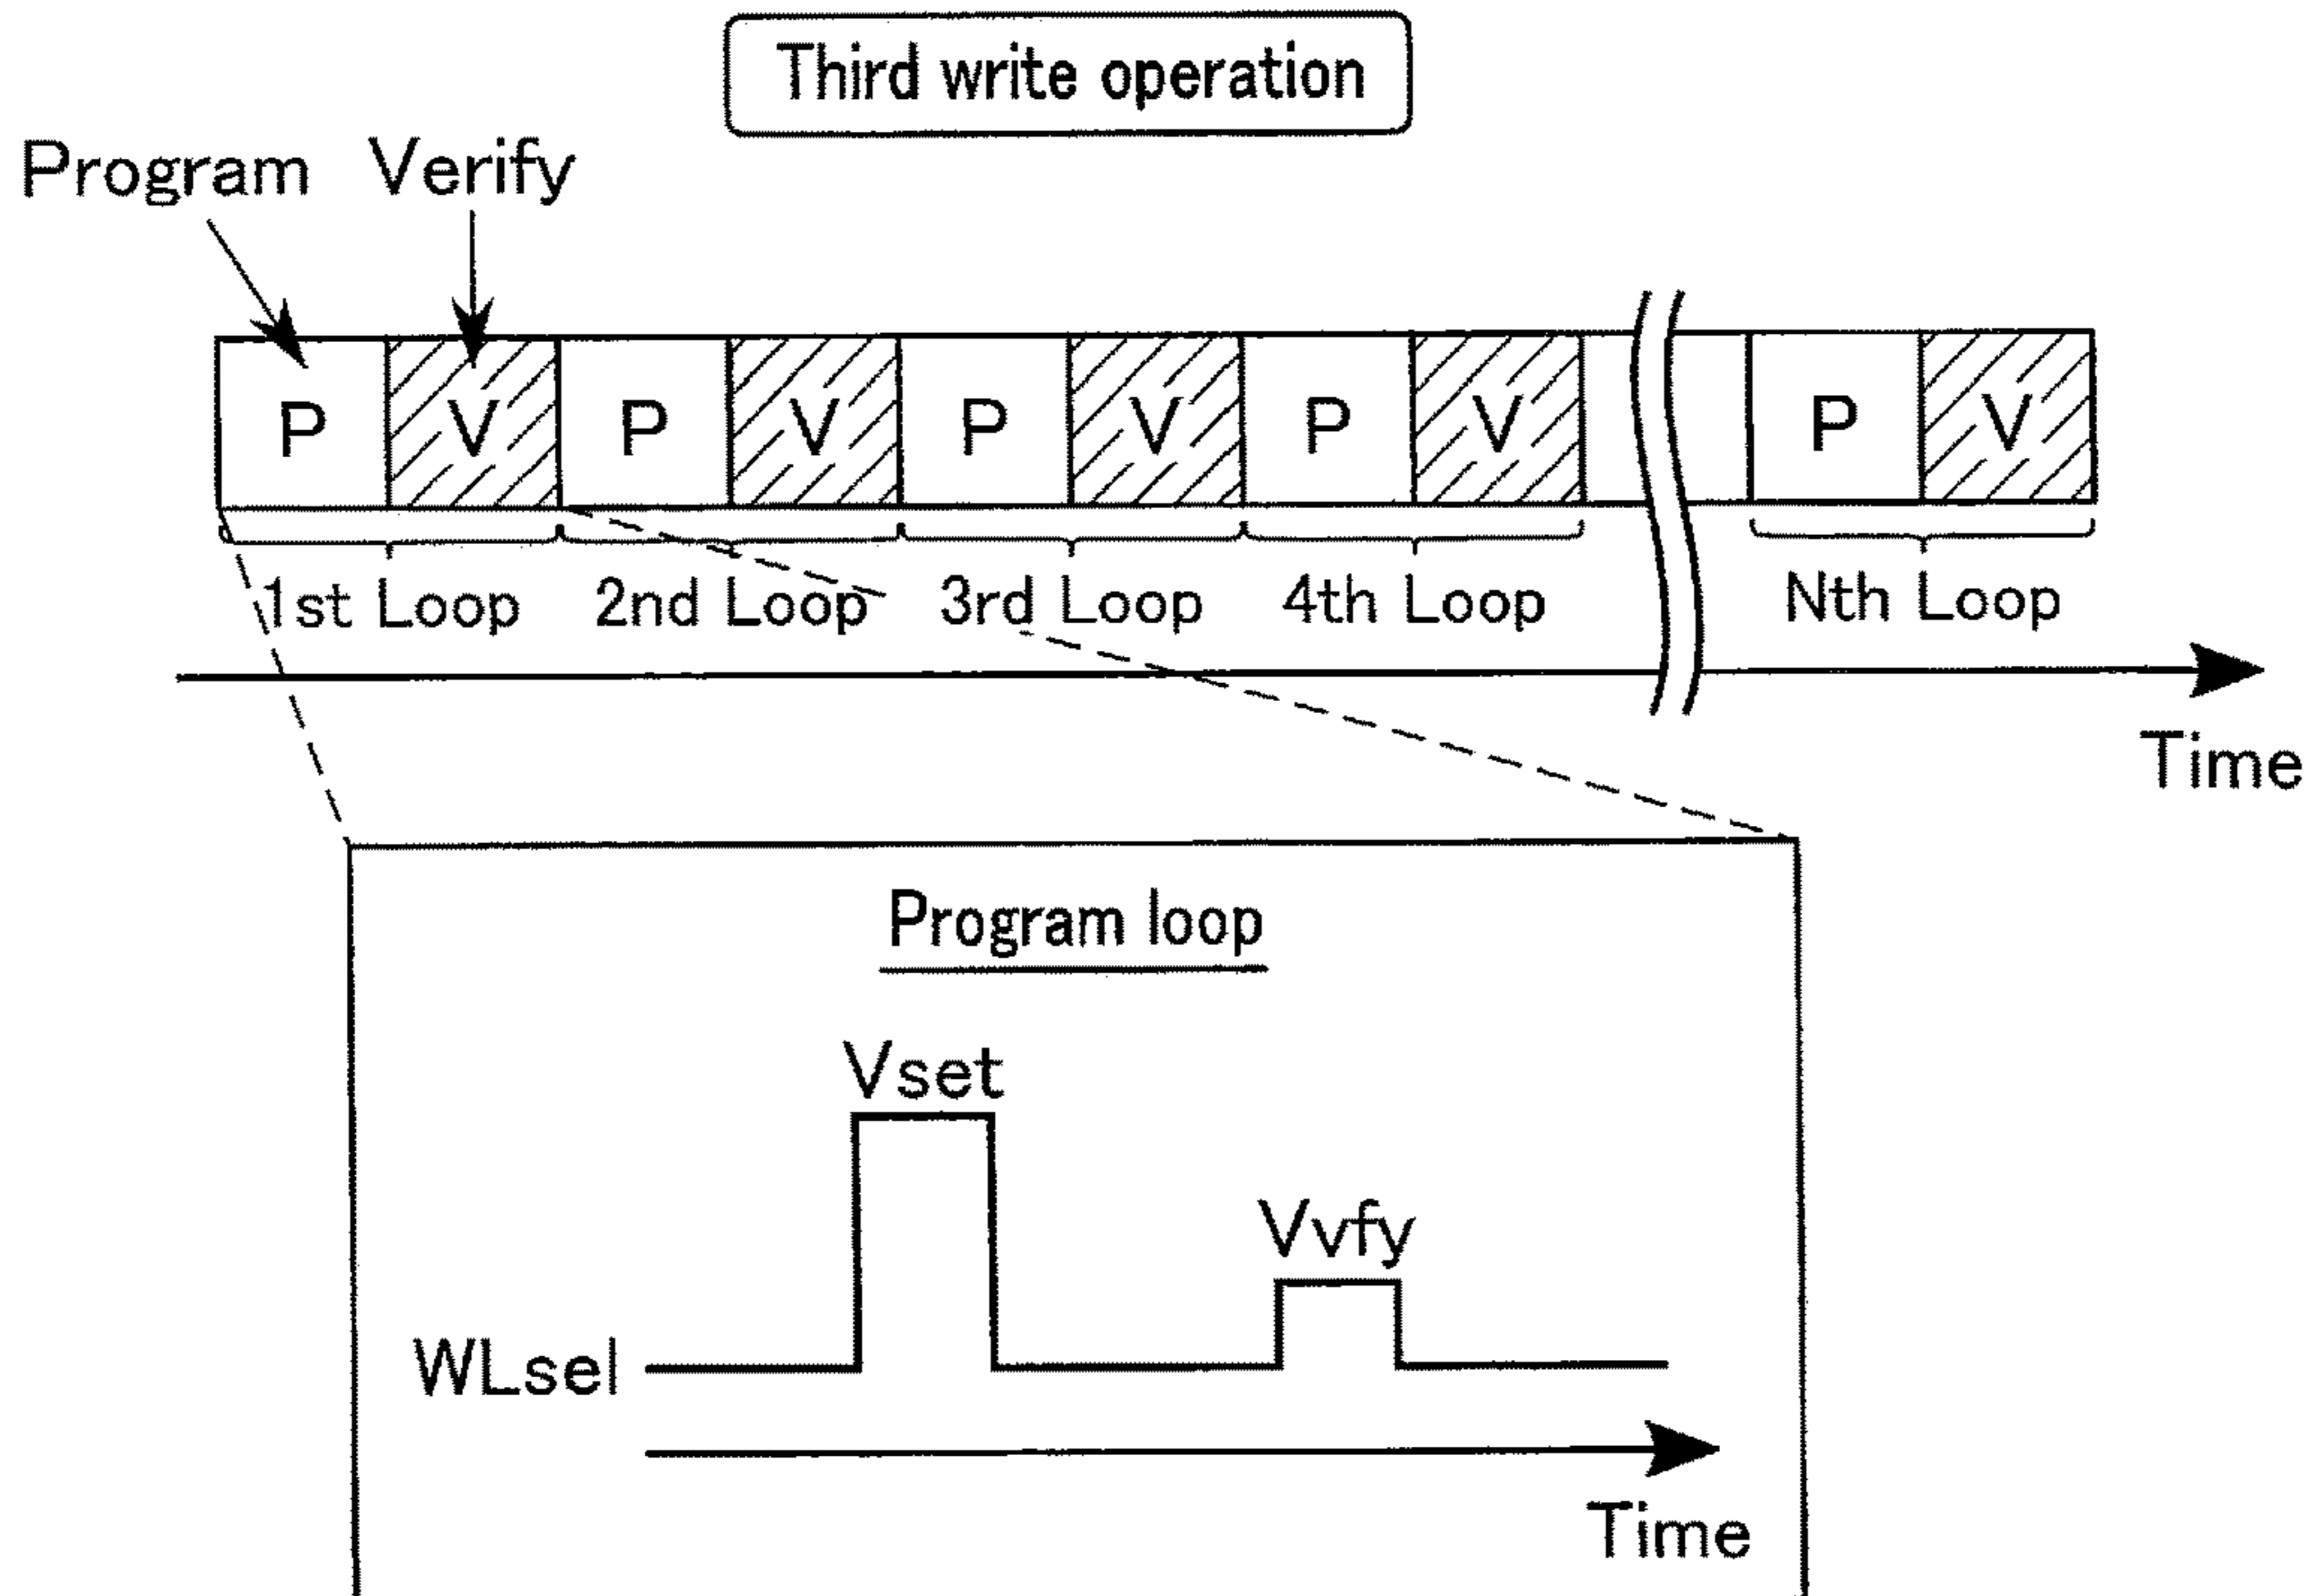 Third write operation
Program Verify
P V P V P V P V P V
1st Loop 2nd Loop 3rd Loop 4th Loop Nth Loop
Time
Program loop
Vset
Vvfy
WLsel
Time